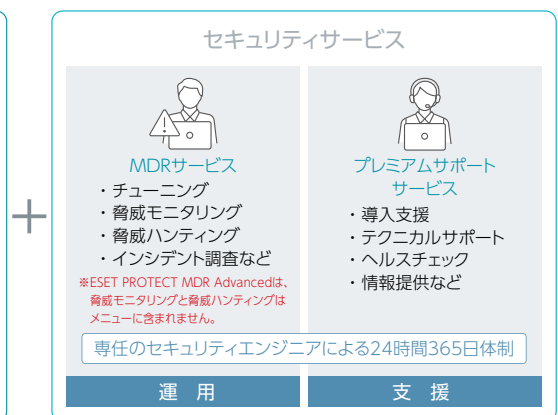 セキュリティサービス
MDRサービス
・チューニング
・脅威モニタリング
・脅威ハンティング
・インシデント調査など
※ESET PROTECT MDR Advancedは、
脅威モニタリングと脅威ハンティングは
メニューに含まれません。
プレミアムサポート
サービス
・導入支援
・テクニカルサポート
・ヘルスチェック
・情報提供など
専任のセキュリティエンジニアによる24時間365日体制
運 用
支 援